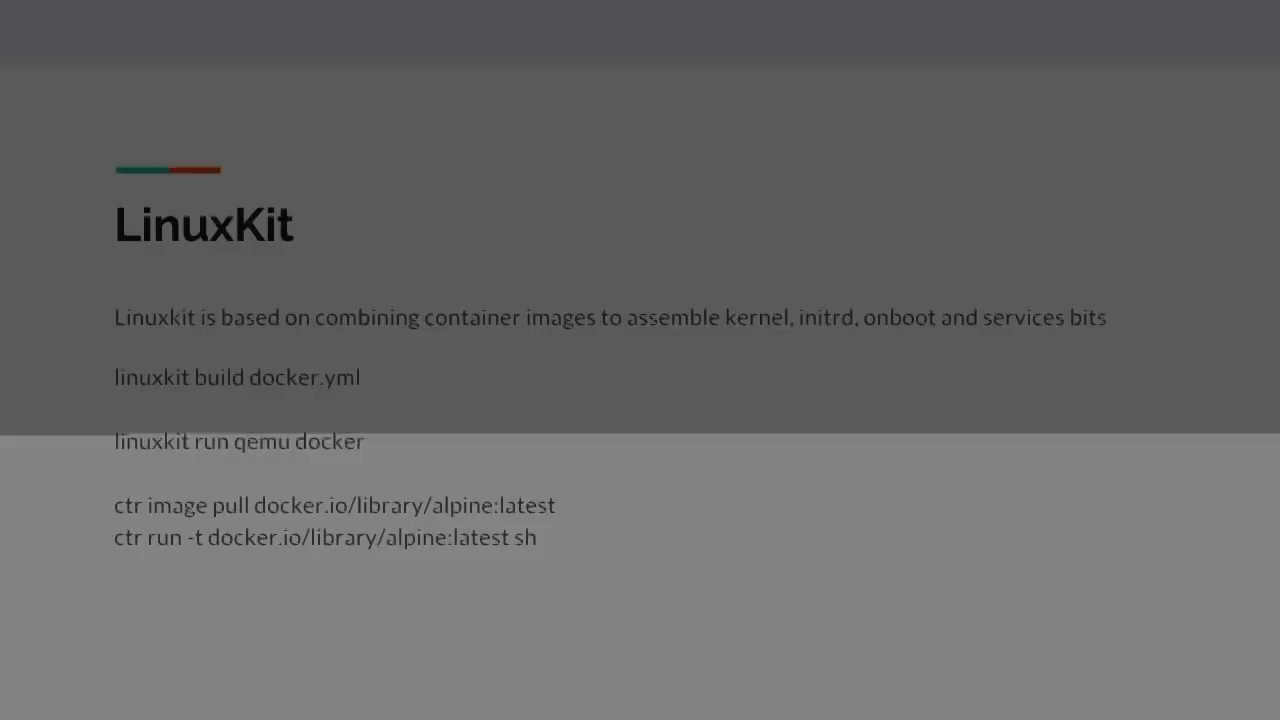 LinuxKit
Linuxkit is based on combining container images to assemble kernel, initrd, onboot and services bits
linuxkit build docker.yml
linuxkit run qemu docker
ctr image pull docker.io/library/alpine:latest
ctr run -t docker.io/library/alpine:latest sh